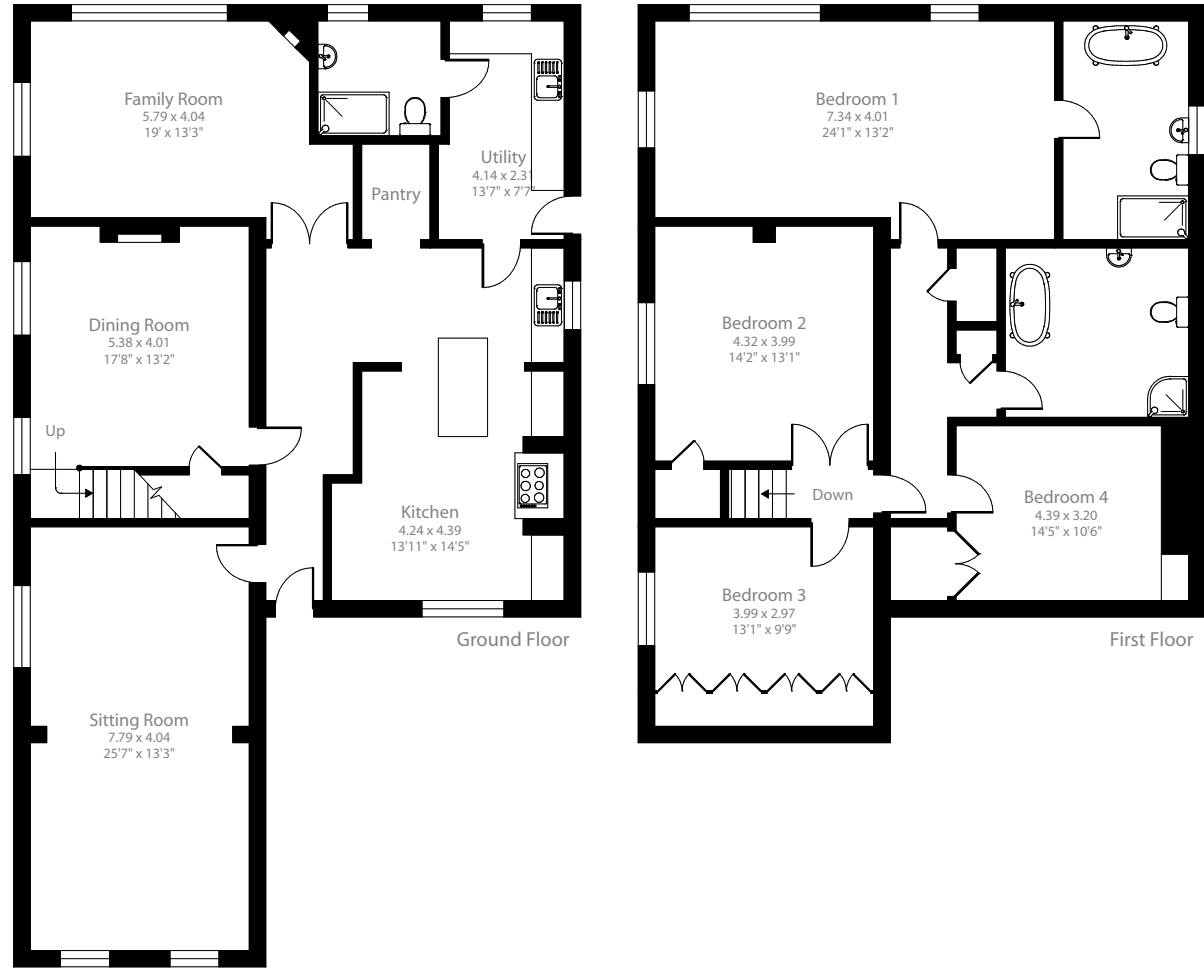 Family Room
5.79 x 4.04
19' x 13'3"
Pantry
Utility
4.14 x 2.31
13'7" x 7'7"
Dining Room
5.38 x 4.01
17'8" x 13'2"
Up
Kitchen
4.24 x 4.39
13'11" x 14'5"
Ground Floor
Sitting Room
7.79 x 4.04
25'7" x 13'3"
Bedroom 1
7.34 x 4.01
24'1" x 13'2"
Bedroom 2
4.32 x 3.99
14'2" x 13'1"
Down
Bedroom 4
4.39 x 3.20
14'5" x 10'6"
Bedroom 3
3.99 x 2.97
13'1" x 9'9"
First Floor